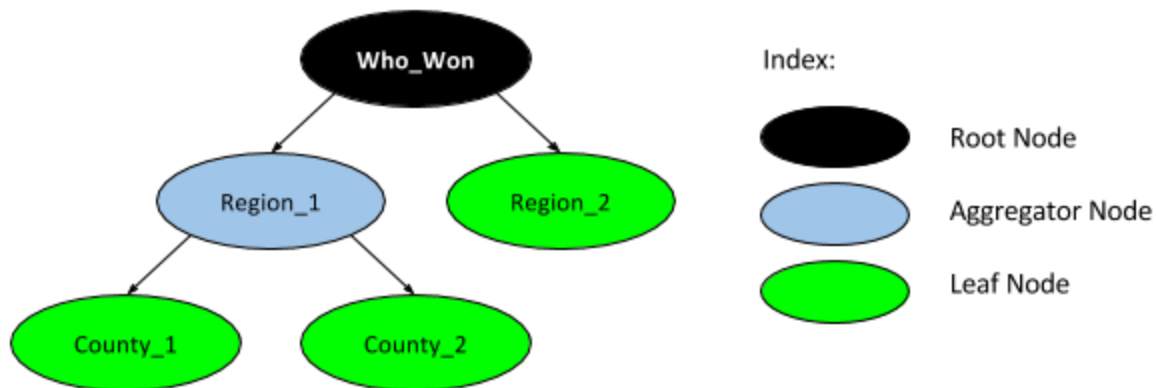 Who_Won
Region_1
Region_2
County_1
County_2
Index:
Root Node
Aggregator Node
Leaf Node